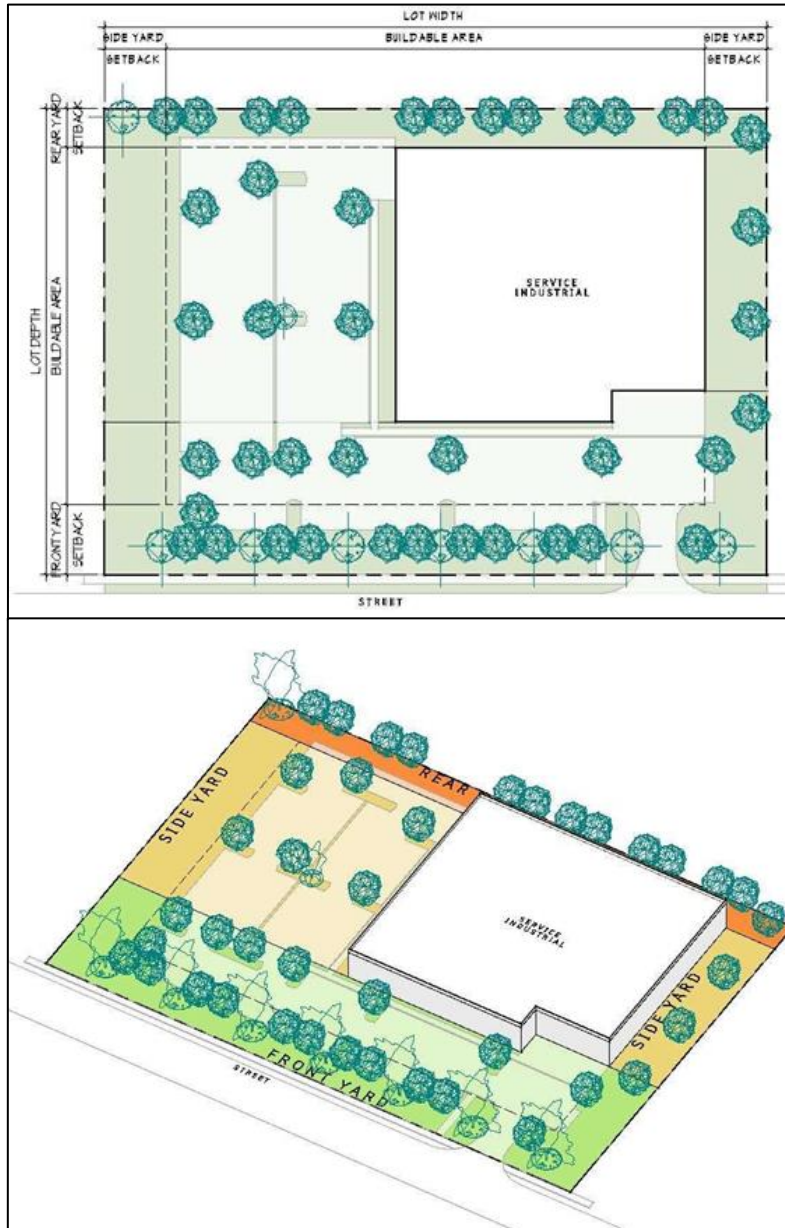 LOT WIDTH
SIDE YARD
BUILDABLE AREA
SIDE YARD
SETBACK
SETBACK
REAR YARD
SETBACK
LOT DEPTH
BUILDABLE AREA
SERVICE
INDUSTRIAL
FRONT YARD
SETBACK
STREET
REAR
SIDE YARD
SERVICE
INDUSTRIAL
SIDE YARD
FRONT YARD
STREET